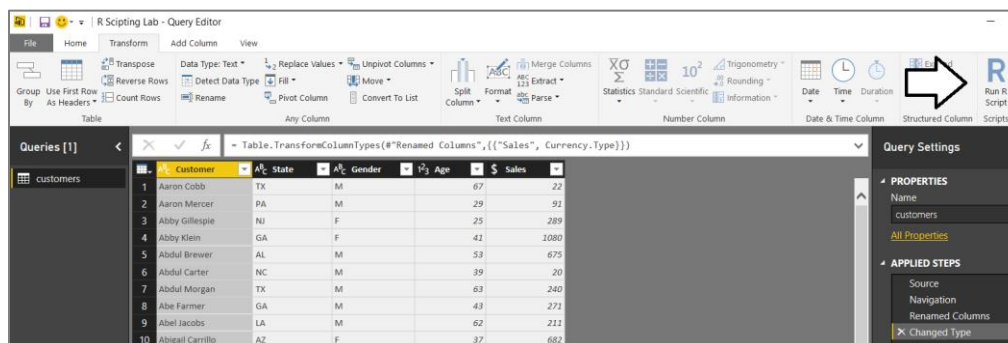 R Scipting Lab - Query Editor
File Home Transform Add Column View
Group By
Use First Row As Headers
Transpose
Reverse Rows
Count Rows
Table
Data Type: Text
Detect Data Type
Rename
Replace Values
Fill
Pivot Column
Unpivot Columns
Move
Convert To List
Any Column
Split Column
Format
Merge Columns
Extract
Parse
Text Column
Statistics
Standard
Scientific
Trigonometry
Rounding
Information
Number Column
Date
Time
Duration
Date & Time Column
Structured Column
Run R Script
Scripts
Queries [1]
customers
= Table.TransformColumnTypes(#"Renamed Columns",{{"Sales", Currency.Type}})
Customer State Gender Age Sales
1 Aaron Cobb TX M 67 22
2 Aaron Mercer PA M 29 91
3 Abby Gillespie NJ F 25 289
4 Abby Klein GA F 41 1080
5 Abdul Brewer AL M 53 675
6 Abdul Carter NC M 39 20
7 Abdul Morgan TX M 63 240
8 Abe Farmer GA M 43 271
9 Abel Jacobs LA M 62 211
10 Abigail Carrillo AZ F 37 682
Query Settings
PROPERTIES
Name
customers
All Properties
APPLIED STEPS
Source
Navigation
Renamed Columns
Changed Type